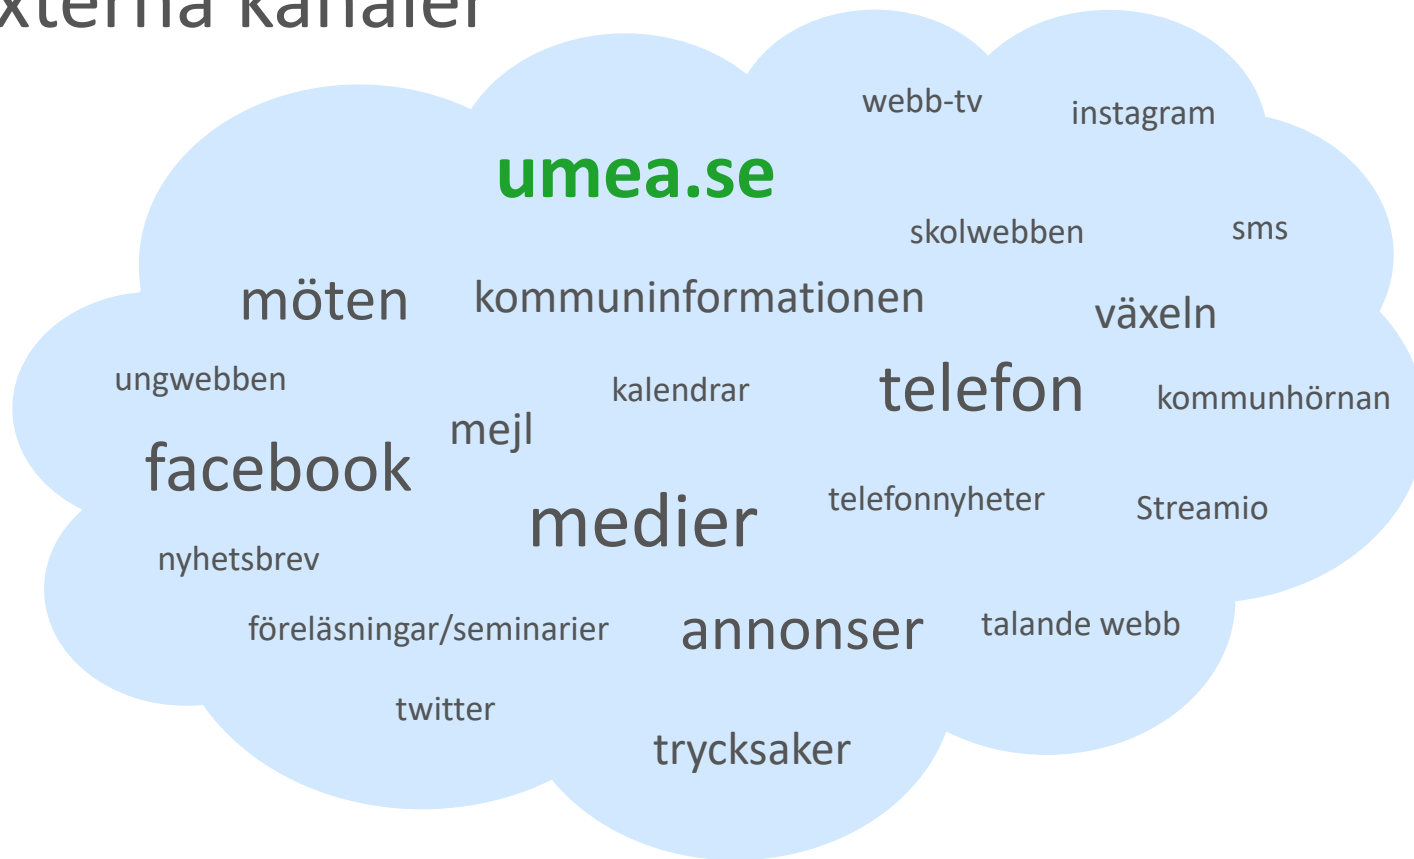 xterna kanaler
webb-tv
instagram
umea.se
skolwebben
sms
möten
kommuninformationen
växeln
ungwebben
kalendrar
telefon
kommunhörnan
mejl
facebook
medier
telefonnyheter
Streamio
nyhetsbrev
föreläsningar/seminarier
annonser
talande webb
twitter
trycksaker